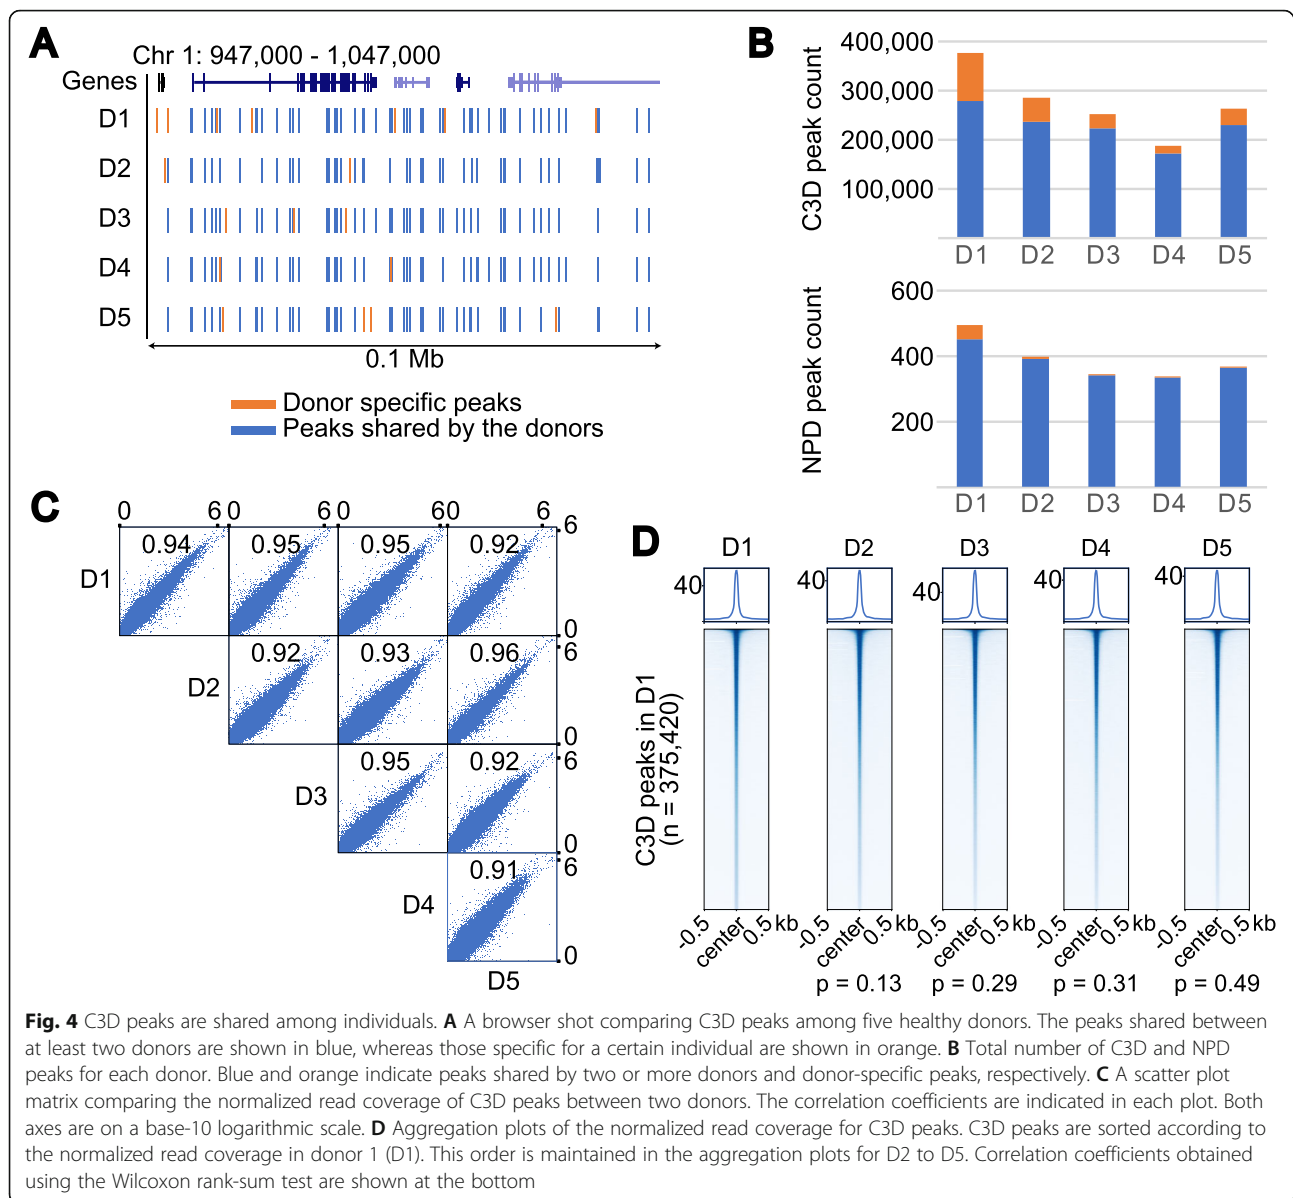 A
Chr 1: 947,000 - 1,047,000
Genes
D1
D2
D3
D4
D5
0.1 Mb
Donor specific peaks
Peaks shared by the donors
B
C3D peak count
400,000
300,000
200,000
100,000
D1 D2 D3 D4 D5
NPD peak count
600
400
200
D1 D2 D3 D4 D5
C
0 6 0 6 0 6 0 6
D1 0.94 0.95 0.95 0.92 6
0
D2 0.92 0.93 0.96 6
0
D3 0.95 0.92 6
0
D4 0.91 6
0
D5
D
D1 D2 D3 D4 D5
40 40 40 40 40
C3D peaks in D1
(n = 375,420)
-0.5 center 0.5 kb -0.5 center 0.5 kb -0.5 center 0.5 kb -0.5 center 0.5 kb -0.5 center 0.5 kb
p = 0.13 p = 0.29 p = 0.31 p = 0.49
Fig. 4 C3D peaks are shared among individuals. A A browser shot comparing C3D peaks among five healthy donors. The peaks shared between
at least two donors are shown in blue, whereas those specific for a certain individual are shown in orange. B Total number of C3D and NPD
peaks for each donor. Blue and orange indicate peaks shared by two or more donors and donor-specific peaks, respectively. C A scatter plot
matrix comparing the normalized read coverage of C3D peaks between two donors. The correlation coefficients are indicated in each plot. Both
axes are on a base-10 logarithmic scale. D Aggregation plots of the normalized read coverage for C3D peaks. C3D peaks are sorted according to
the normalized read coverage in donor 1 (D1). This order is maintained in the aggregation plots for D2 to D5. Correlation coefficients obtained
using the Wilcoxon rank-sum test are shown at the bottom